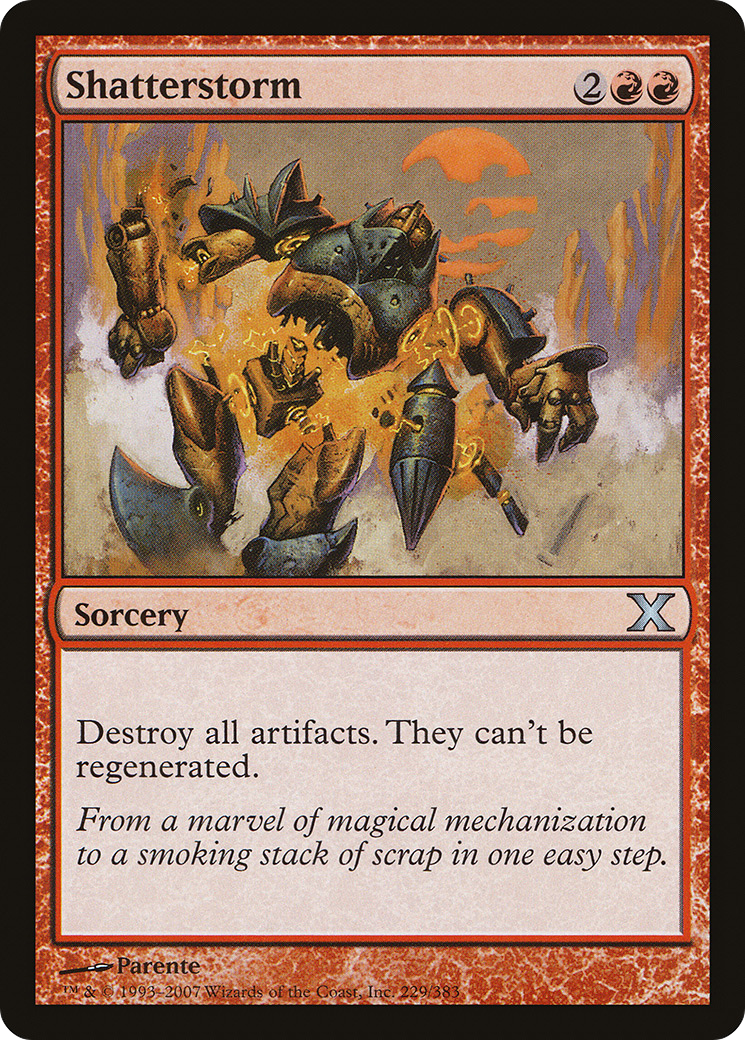 Shatterstorm 2
Sorcery X
Destroy all artifacts. They can't be
regenerated.
From a marvel of magical mechanization
to a smoking stack of scrap in one easy step.
Parente
™ & © 1993–2007 Wizards of the Coast, Inc. 229/383